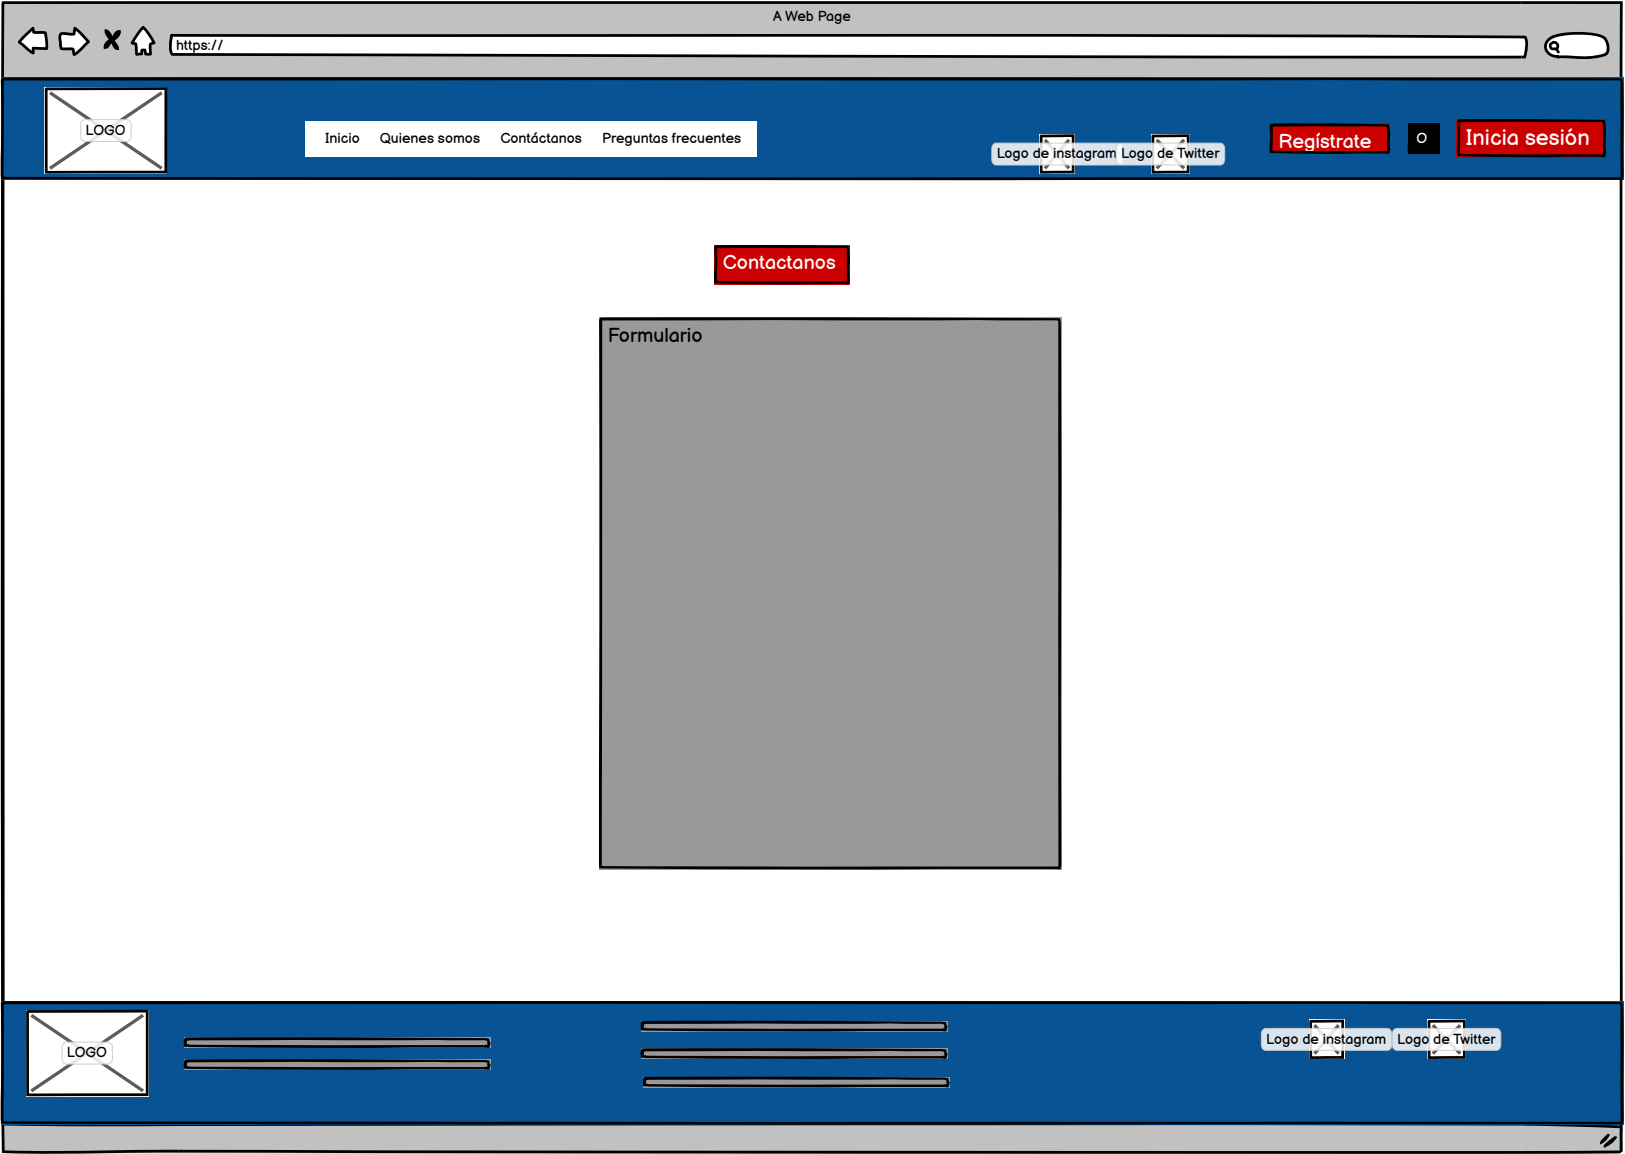 A Web Page
https://
LOGO
Inicio Quienes somos Contáctanos Preguntas frecuentes
Logo de instagram Logo de Twitter
Regístrate O Inicia sesión
Contactanos
Formulario
LOGO
Logo de instagram Logo de Twitter